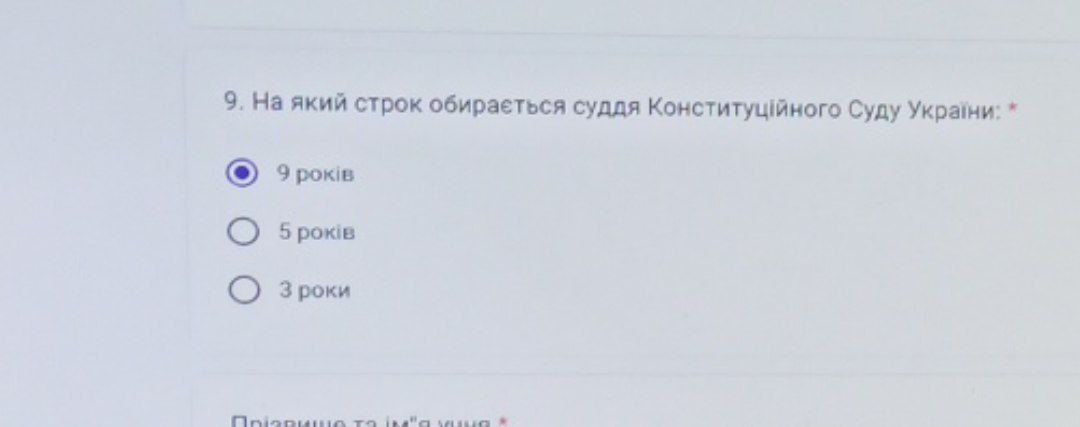 9. На який строк обирається суддя Конституційного Суду України: *
9 років
5 років
3 роки
Прізвище та ім"я учня *